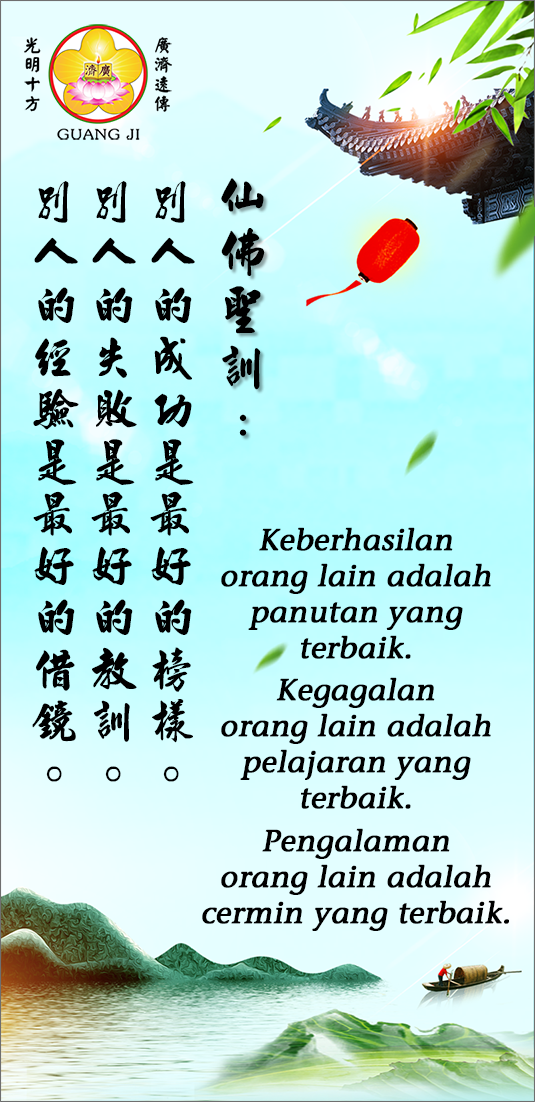 廣濟遠傳
光明十方
廣濟
GUANG JI
仙佛聖訓：
別人的成功是最好的榜樣。
別人的失敗是最好的教訓。
別人的經驗是最好的借鏡。
Keberhasilan
orang lain adalah
panutan yang
terbaik.
Kegagalan
orang lain adalah
pelajaran yang
terbaik.
Pengalaman
orang lain adalah
cermin yang terbaik.